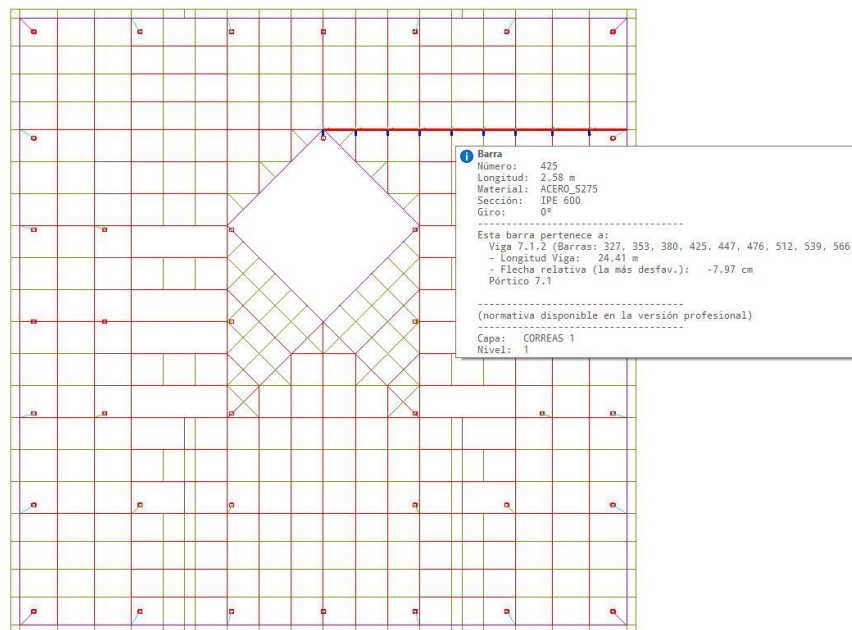 Barra
Número: 425
Longitud: 2,58 m
Material: ACERO_S275
Sección: IPE 600
Giro: 0º
--------------------------------------
Esta barra pertenece a:
Viga 7.1.2 (Barras: 327, 353, 380, 425, 447, 476, 512, 539, 566
- Longitud Viga: 24,41 m
- Flecha relativa (la más desfav.): -7,97 cm
Pórtico 7.1
--------------------------------------
(normativa disponible en la versión profesional)
--------------------------------------
Capa: CORREAS 1
Nivel: 1